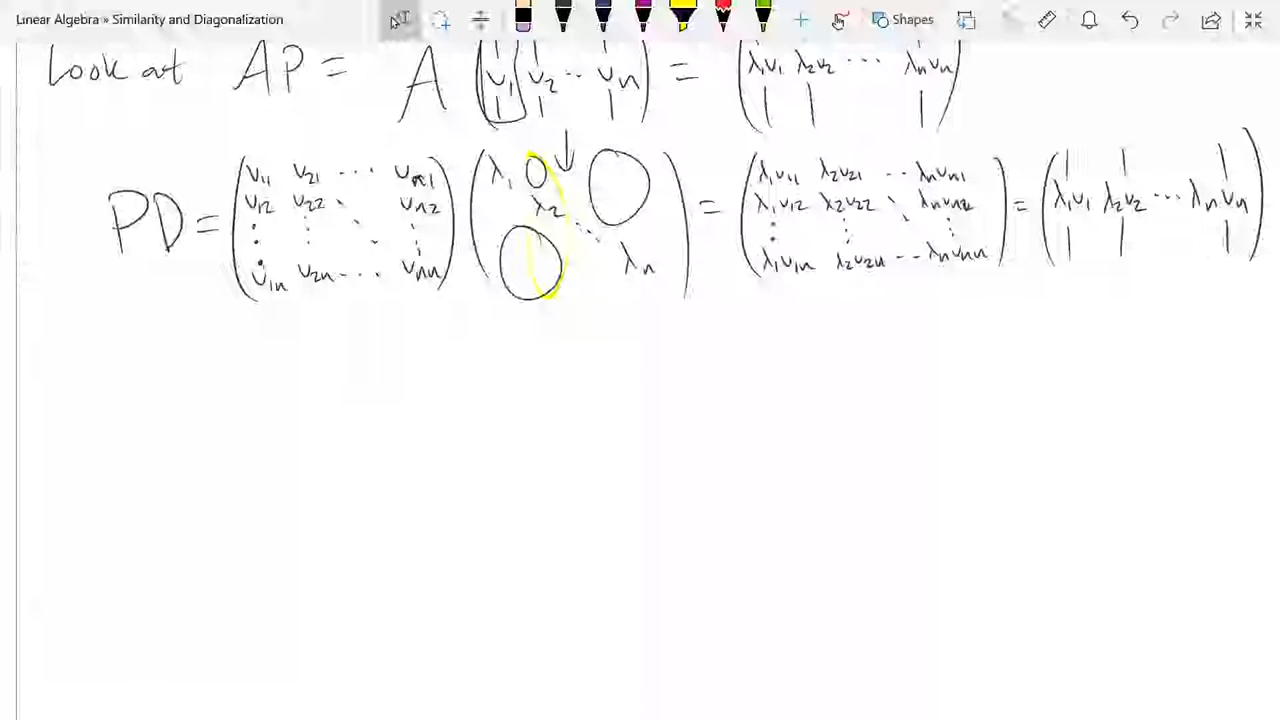 Linear Algebra » Similarity and Diagonalization
Shapes
Look at AP = A (v₁ v₂ ·· vₙ) = (λ₁v₁ λ₂v₂ ··· λₙvₙ)
PD = (v₁₁ v₂₁ ··· vₙ₁ (λ₁ 0 0 = (λ₁v₁₁ λ₂v₂₁ ·· λₙvₙ₁ = (λ₁v₁ λ₂v₂ ··· λₙvₙ)
v₁₂ v₂₂ ⋱ vₙ₂ λ₂ λ₁v₁₂ λ₂v₂₂ ⋱ λₙvₙ₂
⋮ ⋮ ⋱ ⋮ ⋱ ⋮ ⋮ ⋱ ⋮
v₁ₙ v₂ₙ ··· vₙₙ) 0 λₙ) λ₁v₁ₙ λ₂v₂ₙ ·· λₙvₙₙ)